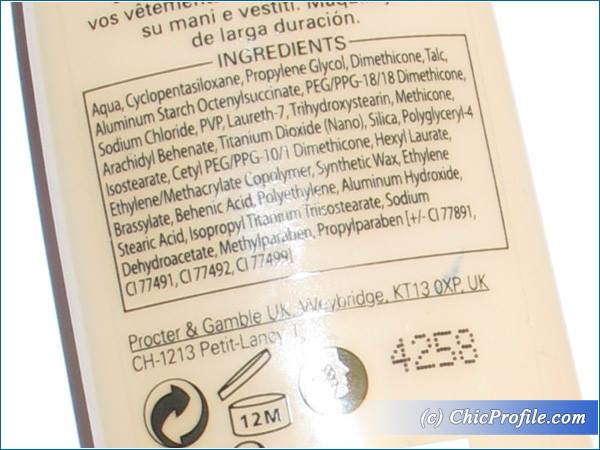 vos vêtements
su mani e vestiti. Maquil
de larga duración.
INGREDIENTS
Aqua, Cyclopentasiloxane, Propylene Glycol, Dimethicone, Talc,
Aluminum Starch Octenylsuccinate, PEG/PPG-18/18 Dimethicone,
Sodium Chloride, PVP, Laureth-7, Trihydroxystearin, Methicone,
Arachidyl Behenate, Titanium Dioxide (Nano), Silica, Polyglyceryl-4
Isostearate, Cetyl PEG/PPG-10/1 Dimethicone, Hexyl Laurate,
Ethylene/Methacrylate Copolymer, Synthetic Wax, Ethylene
Brassylate, Behenic Acid, Polyethylene, Aluminum Hydroxide,
Stearic Acid, Isopropyl Titanium Triisostearate, Sodium
Dehydroacetate, Methylparaben, Propylparaben [+/- CI 77891,
CI 77491, CI 77492, CI 77499]
Procter & Gamble UK, Weybridge, KT13 0XP, UK
CH-1213 Petit-Lancy
4258
12M
(c) ChicProfile.com